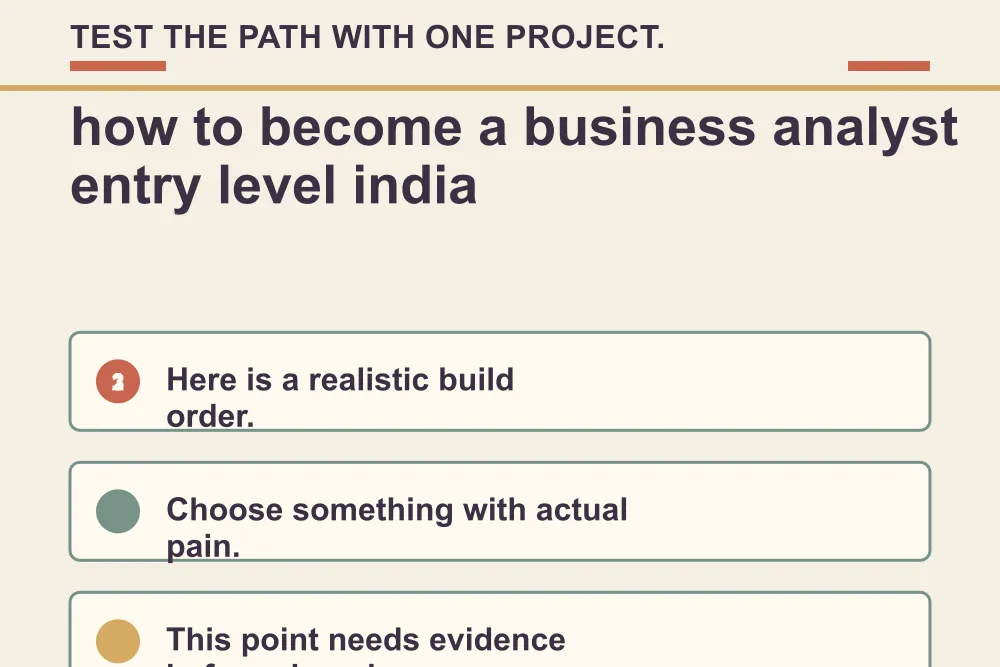 TEST THE PATH WITH ONE PROJECT.
how to become a business analyst
entry level india
Here is a realistic build
order.
Choose something with actual
pain.
This point needs evidence